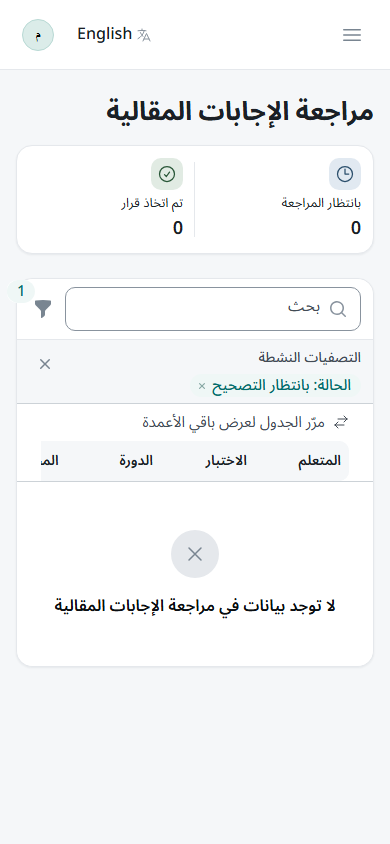 English
م
مراجعة الإجابات المقالية
بانتظار المراجعة
0
تم اتخاذ قرار
0
بحث
1
التصفيات النشطة
الحالة: بانتظار التصحيح ×
مرّر الجدول لعرض باقي الأعمدة
المتعلم الاختبار الدورة
لا توجد بيانات في مراجعة الإجابات المقالية